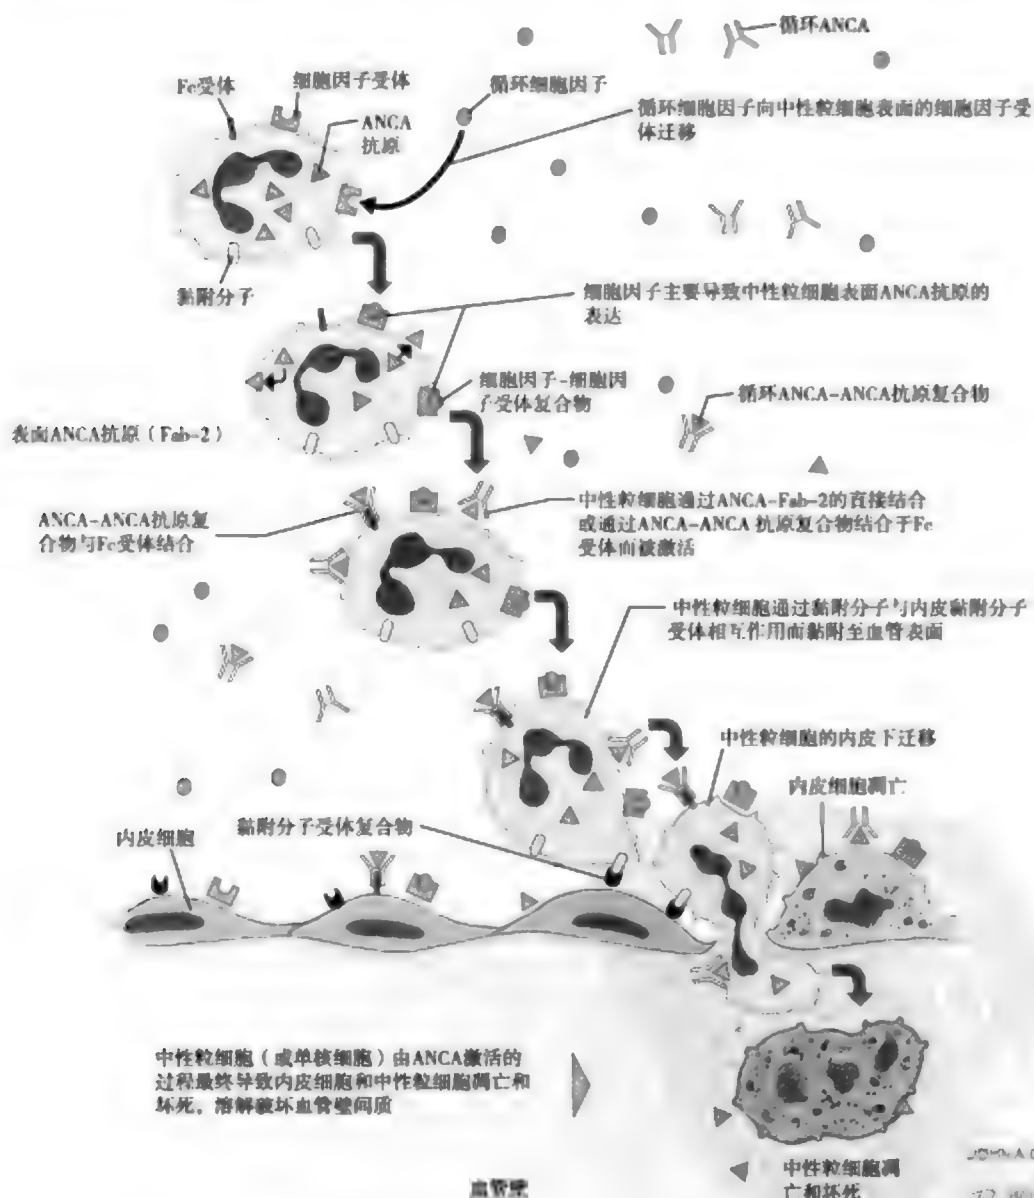 循环ANCA
Fc受体
细胞因子受体
循环细胞因子
ANCA
抗原
循环细胞因子向中性粒细胞表面的细胞因子受
体迁移
黏附分子
细胞因子主要导致中性粒细胞表面ANCA抗原的
表达
细胞因子-细胞因
子受体复合物
循环ANCA-ANCA抗原复合物
表面ANCA抗原（Fab-2）
ANCA-ANCA抗原复
合物与Fc受体结合
中性粒细胞通过ANCA-Fab-2的直接结合
或通过ANCA-ANCA 抗原复合物结合于Fc
受体而被激活
中性粒细胞通过黏附分子与内皮黏附分子
受体相互作用而黏附至血管表面
中性粒细胞的内皮下迁移
内皮细胞凋亡
黏附分子受体复合物
内皮细胞
中性粒细胞（或单核细胞）由ANCA激活的
过程最终导致内皮细胞和中性粒细胞凋亡和
坏死，溶解破坏血管壁间质
中性粒细胞凋
亡和坏死
血管壁
JOHN A